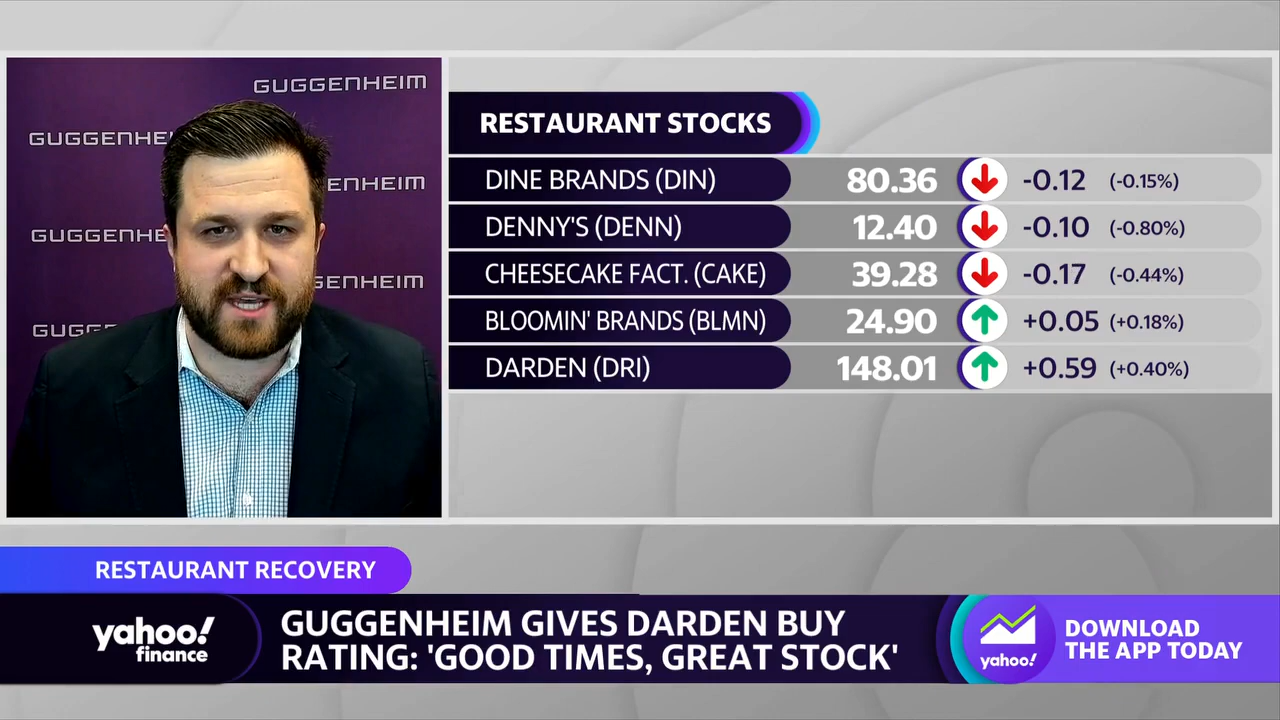 GUGGENHEIM
GUGGENHEI
ENHEIM
GUGGENHE
HEIM
GUGG
RESTAURANT STOCKS
DINE BRANDS (DIN) 80.36 -0.12 (-0.15%)
DENNY'S (DENN) 12.40 -0.10 (-0.80%)
CHEESECAKE FACT. (CAKE) 39.28 -0.17 (-0.44%)
BLOOMIN' BRANDS (BLMN) 24.90 +0.05 (+0.18%)
DARDEN (DRI) 148.01 +0.59 (+0.40%)
RESTAURANT RECOVERY
yahoo!
finance
GUGGENHEIM GIVES DARDEN BUY
RATING: 'GOOD TIMES, GREAT STOCK'
yahoo!
DOWNLOAD
THE APP TODAY